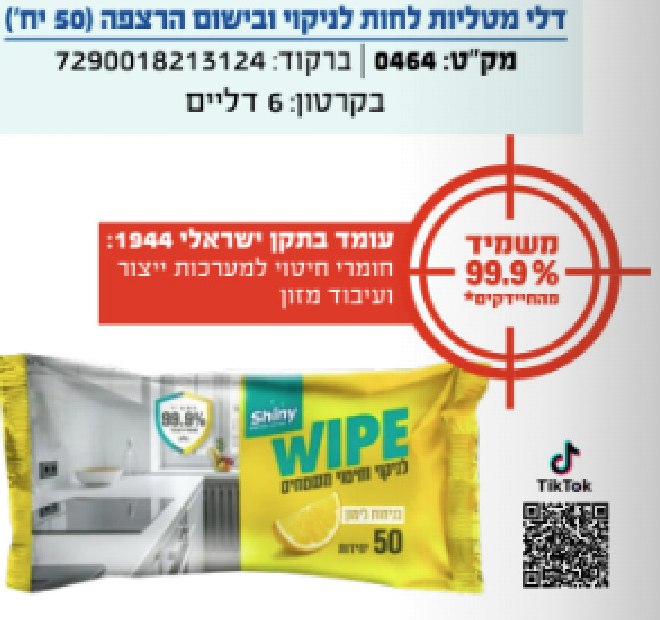 דלי מטליות לחות לניקוי ובישום הרצפה (50 יח')
מק"ט: 0464 | ברקוד: 7290018213124
בקרטון: 6 דליים
עומד בתקן ישראלי 1944:
חומרי חיטוי למערכות ייצור
ועיבוד מזון
משמיד
99.9%
מהחיידקים*
99.9%
Shiny
WIPE
לניקוי וחיטוי משטחים
בניחוח לימון
50 יחידות
TikTok